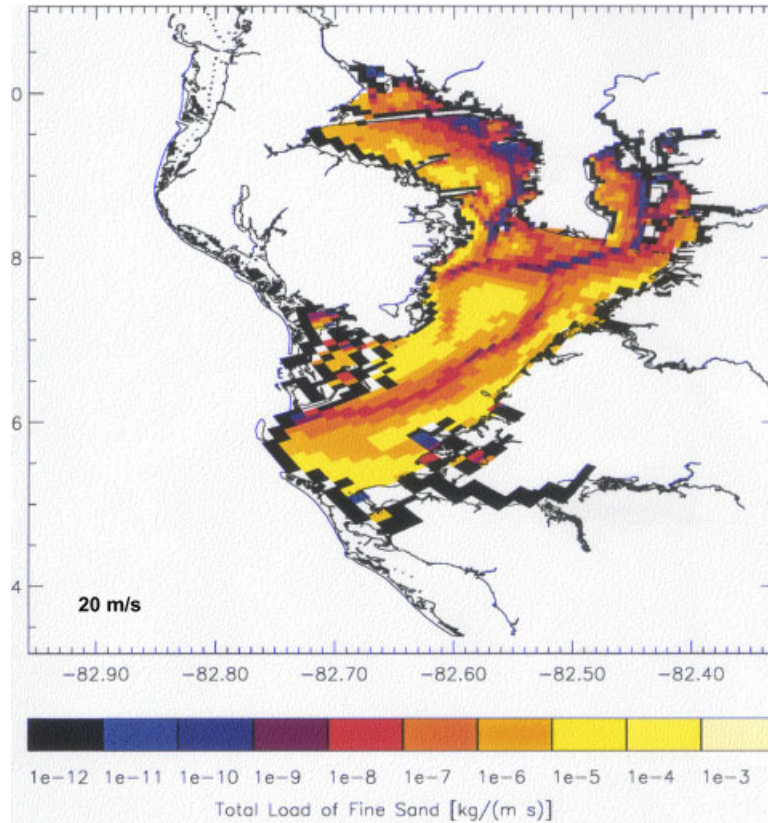 0
8
6
4
20 m/s
-82.90 -82.80 -82.70 -82.60 -82.50 -82.40
1e-12 1e-11 1e-10 1e-9 1e-8 1e-7 1e-6 1e-5 1e-4 1e-3
Total Load of Fine Sand [kg/(m s)]